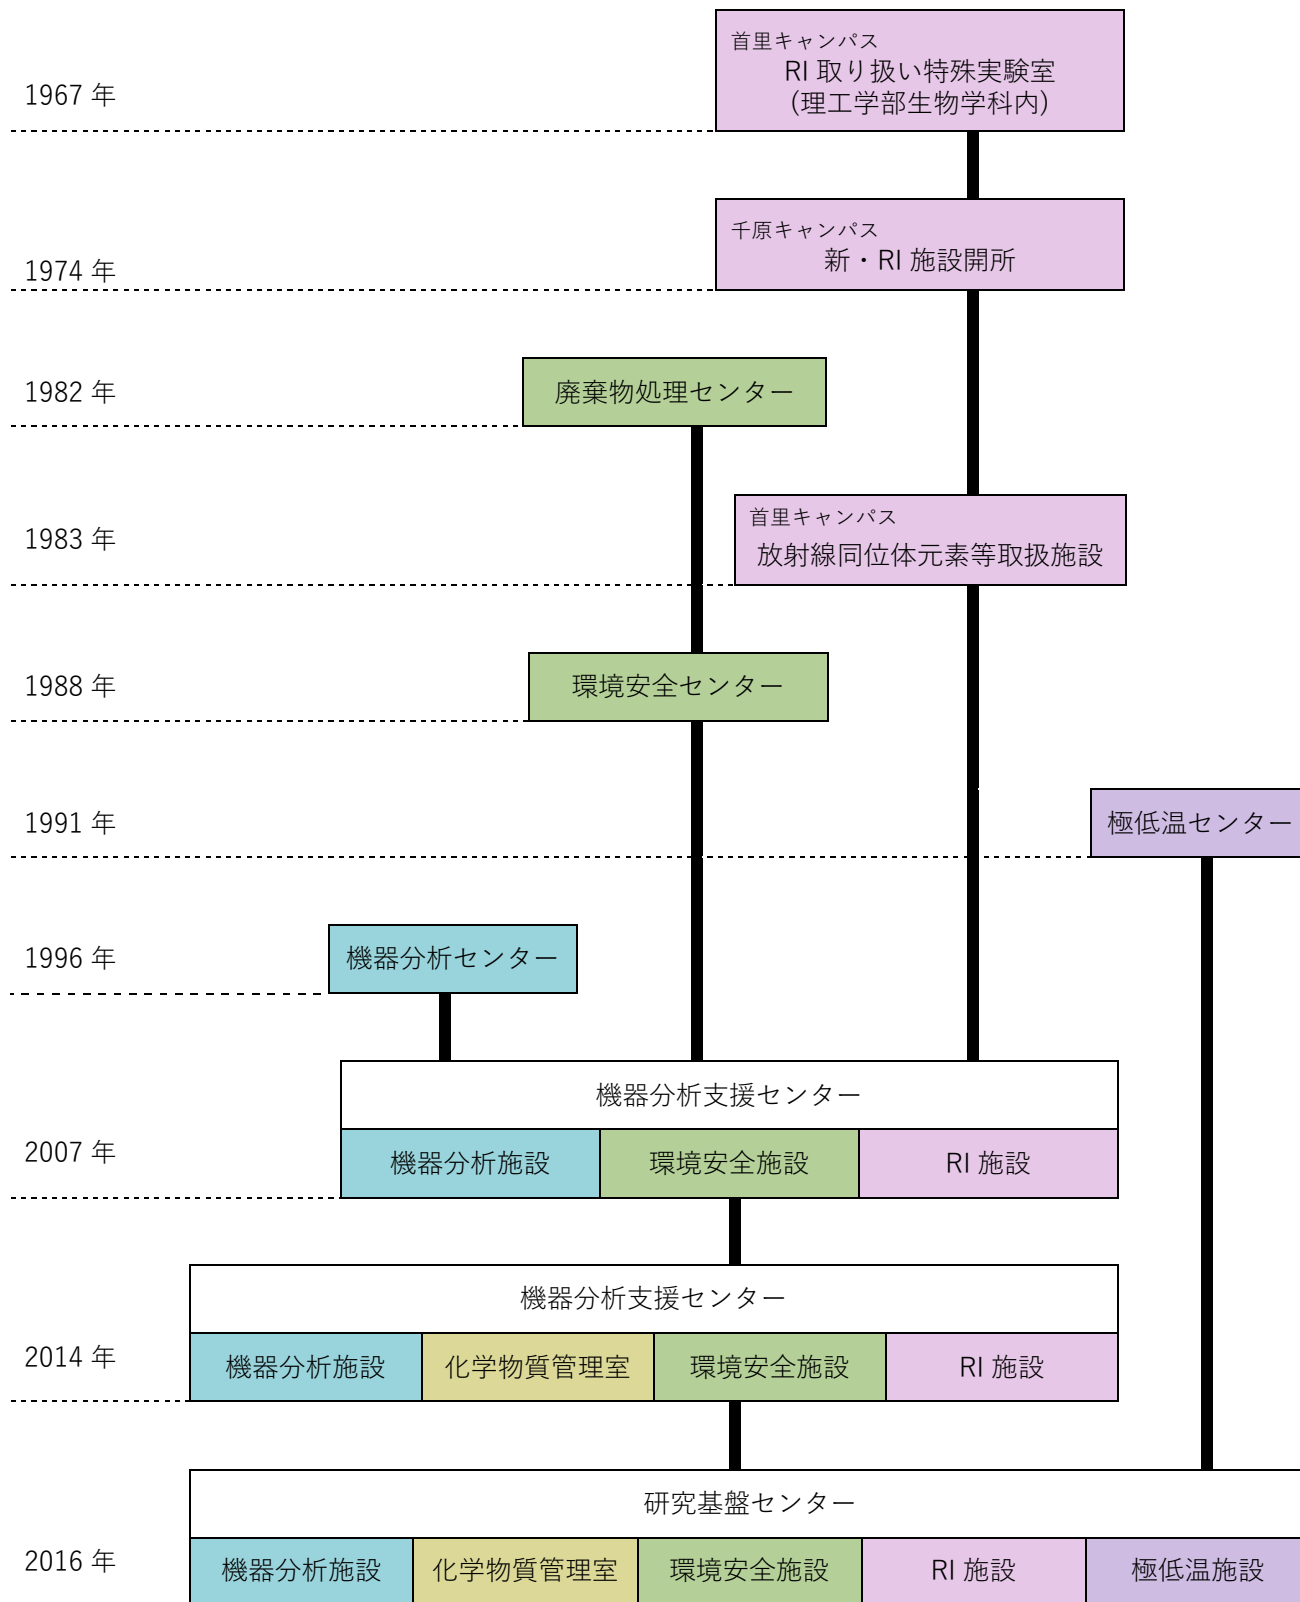 首里キャンパス
RI 取り扱い特殊実験室
(理工学部生物学科内)
1967 年
千原キャンパス
新・RI 施設開所
1974 年
廃棄物処理センター
1982 年
首里キャンパス
放射線同位体元素等取扱施設
1983 年
環境安全センター
1988 年
極低温センター
1991 年
機器分析センター
1996 年
機器分析支援センター
2007 年
機器分析施設
環境安全施設
RI 施設
機器分析支援センター
2014 年
機器分析施設
化学物質管理室
環境安全施設
RI 施設
研究基盤センター
2016 年
機器分析施設
化学物質管理室
環境安全施設
RI 施設
極低温施設